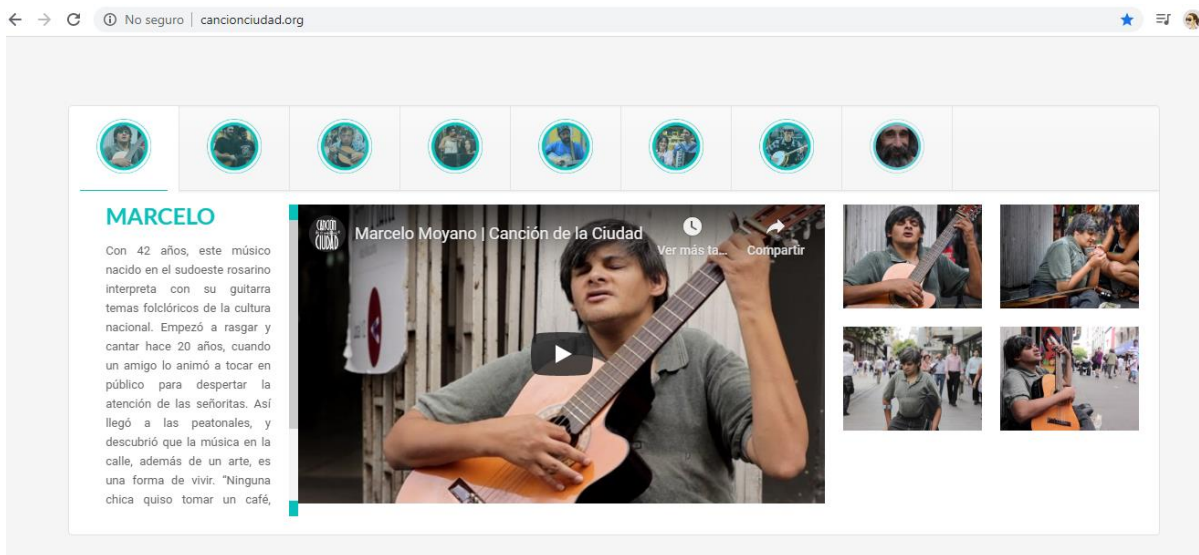 No seguro | cancionciudad.org
MARCELO
Con 42 años, este músico
nacido en el sudoeste rosarino
interpreta con su guitarra
temas folclóricos de la cultura
nacional. Empezó a rasgar y
cantar hace 20 años, cuando
un amigo lo animó a tocar en
público para despertar la
atención de las señoritas. Así
llegó a las peatonales, y
descubrió que la música en la
calle, además de un arte, es
una forma de vivir. “Ninguna
chica quiso tomar un café,
CANCIÓN
CIUDAD
Marcelo Moyano | Canción de la Ciudad
Ver más ta...
Compartir